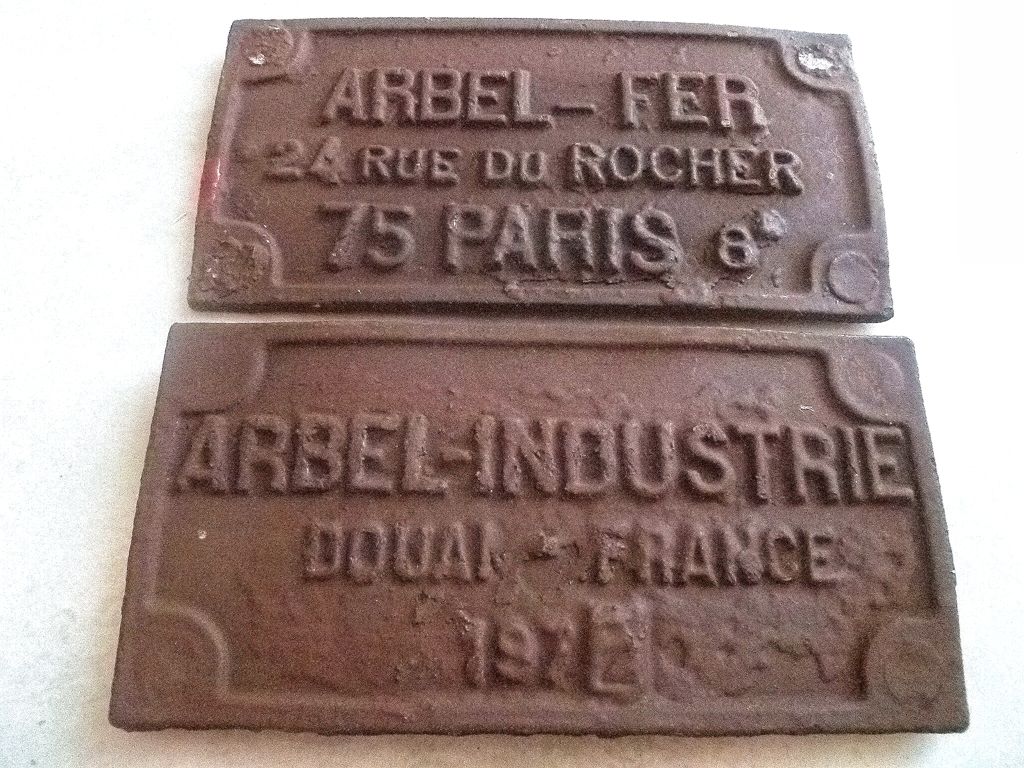 ARBEL - FER
24 RUE DU ROCHER
75 PARIS 8e
ARBEL-INDUSTRIE
DOUAI - FRANCE